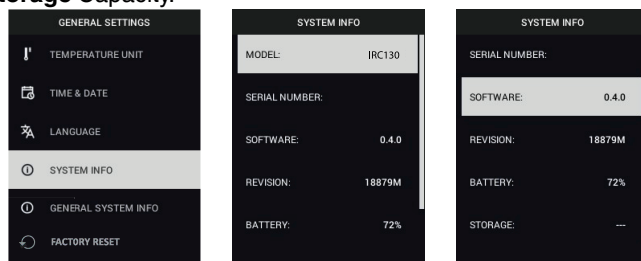 torage Capacity.
GENERAL SETTINGS
TEMPERATURE UNIT
TIME & DATE
LANGUAGE
SYSTEM INFO
GENERAL SYSTEM INFO
FACTORY RESET
SYSTEM INFO
MODEL: IRC130
SERIAL NUMBER:
SOFTWARE: 0.4.0
REVISION: 18879M
BATTERY: 72%
SYSTEM INFO
SERIAL NUMBER:
SOFTWARE: 0.4.0
REVISION: 18879M
BATTERY: 72%
STORAGE: ---